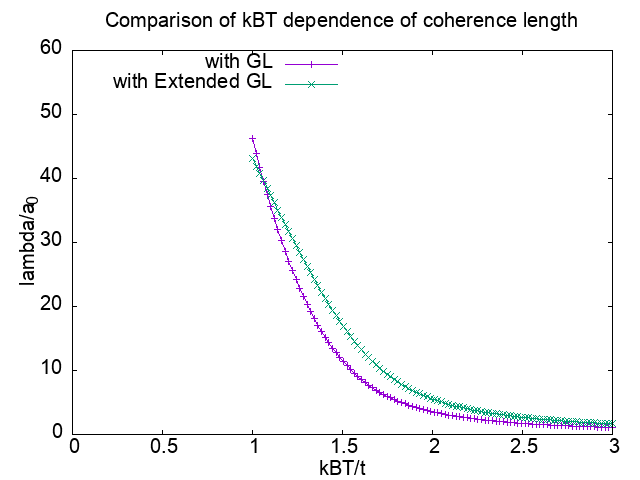 Comparison of kBT dependence of coherence length
60
50
40
30
20
10
0
lambda/a0
with GL
with Extended GL
0 0.5 1 1.5 2 2.5 3
kBT/t